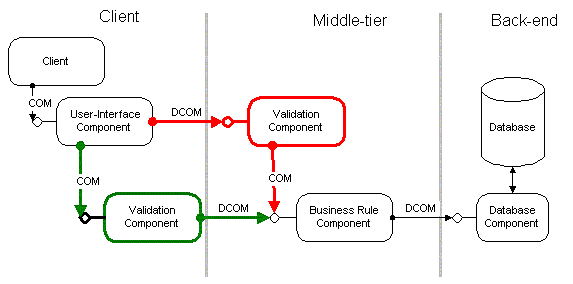 Client
Middle-tier
Back-end
Client
COM
User-Interface
Component
DCOM
Validation
Component
Database
COM
COM
Validation
Component
DCOM
Business Rule
Component
DCOM
Database
Component